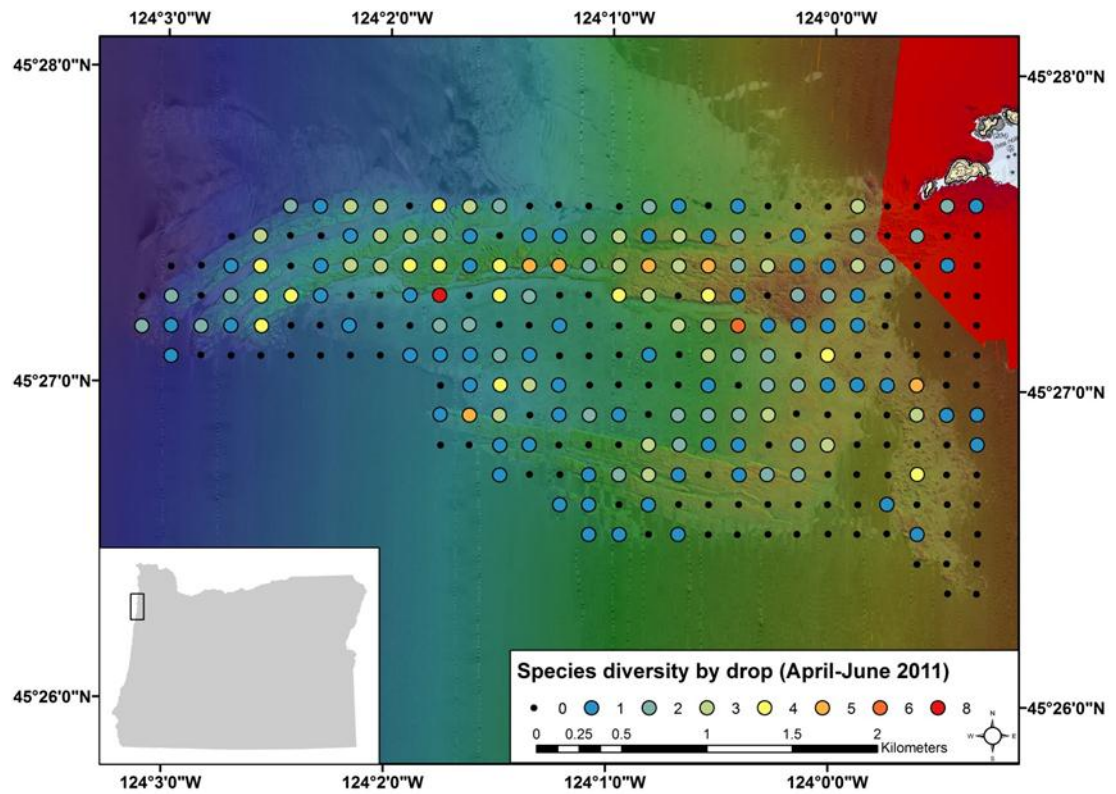 124°3'0"W 124°2'0"W 124°1'0"W 124°0'0"W
45°28'0"N 45°28'0"N
45°27'0"N 45°27'0"N
45°26'0"N 45°26'0"N
Species diversity by drop (April-June 2011)
0 1 2 3 4 5 6 8
0 0.25 0.5 1 1.5 2
Kilometers
N
W E
S
124°3'0"W 124°2'0"W 124°1'0"W 124°0'0"W